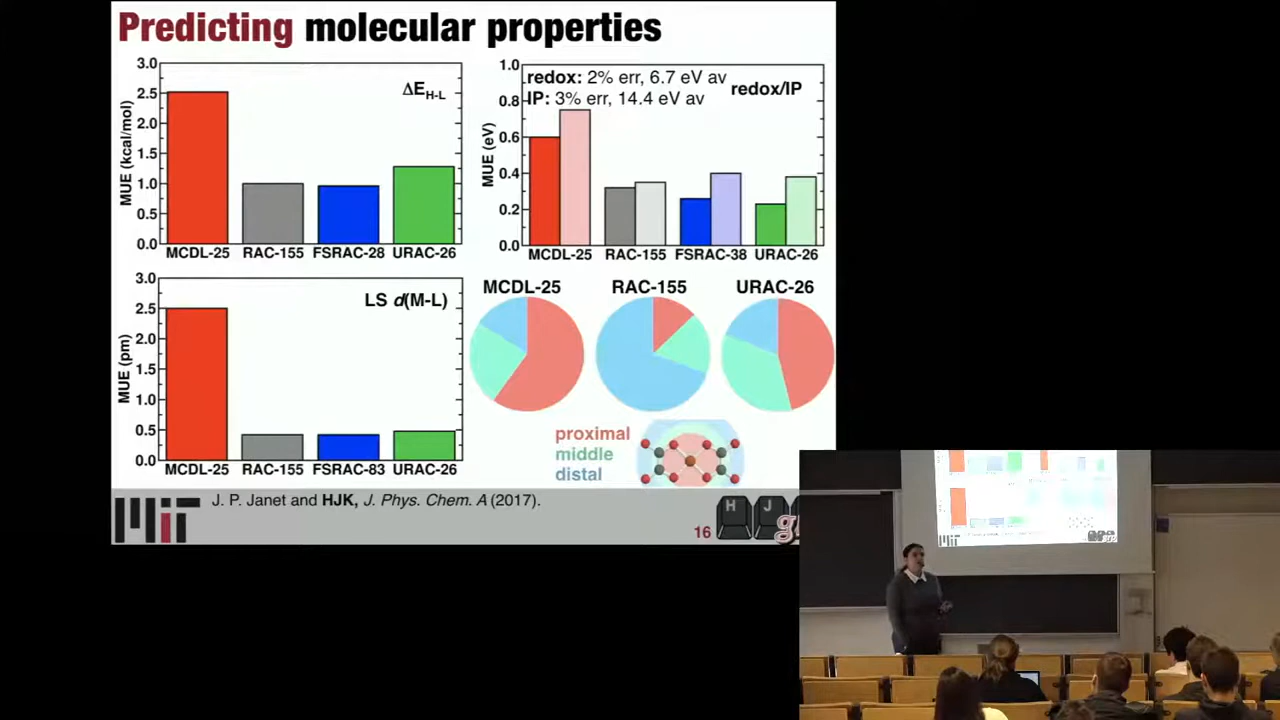 Predicting molecular properties
3.0
2.5
2.0
1.5
1.0
0.5
0.0
MUE (kcal/mol)
ΔE_H-L
MCDL-25 RAC-155 FSRAC-28 URAC-26
1.0
0.8
0.6
0.4
0.2
0.0
MUE (eV)
redox: 2% err, 6.7 eV av
IP: 3% err, 14.4 eV av
redox/IP
MCDL-25 RAC-155 FSRAC-38 URAC-26
3.0
2.5
2.0
1.5
1.0
0.5
0.0
MUE (pm)
LS d(M-L)
MCDL-25 RAC-155 FSRAC-83 URAC-26
MCDL-25 RAC-155 URAC-26
proximal
middle
distal
J. P. Janet and HJK, J. Phys. Chem. A (2017).
MIT
16
H J